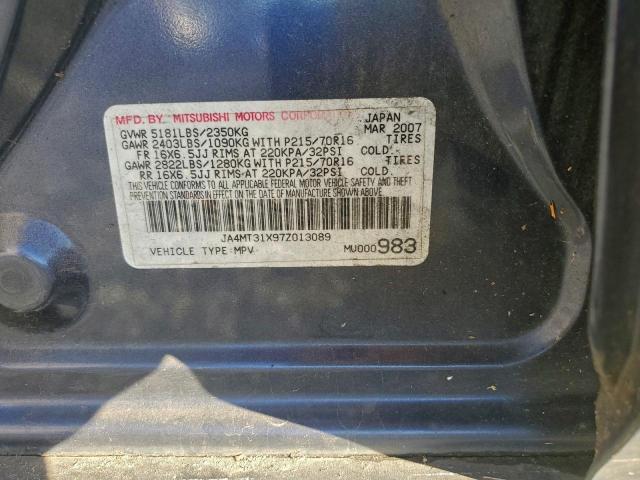 MFD. BY MITSUBISHI MOTORS CORPORATION JAPAN
GVWR 5181LBS/2350KG MAR 2007
GAWR 2403LBS/1090KG WITH P215/70R16 TIRES
FR 16X6.5JJ RIMS AT 220KPA/32PSI COLD.
GAWR 2822LBS/1280KG WITH P215/70R16 TIRES
RR 16X6.5JJ RIMS AT 220KPA/32PSI COLD.
THIS VEHICLE CONFORMS TO ALL APPLICABLE FEDERAL MOTOR VEHICLE SAFETY AND THEFT
PREVENTION STANDARDS IN EFFECT ON THE DATE OF MANUFACTURE SHOWN ABOVE.
JA4MT31X97Z013089
VEHICLE TYPE MPV MU000983